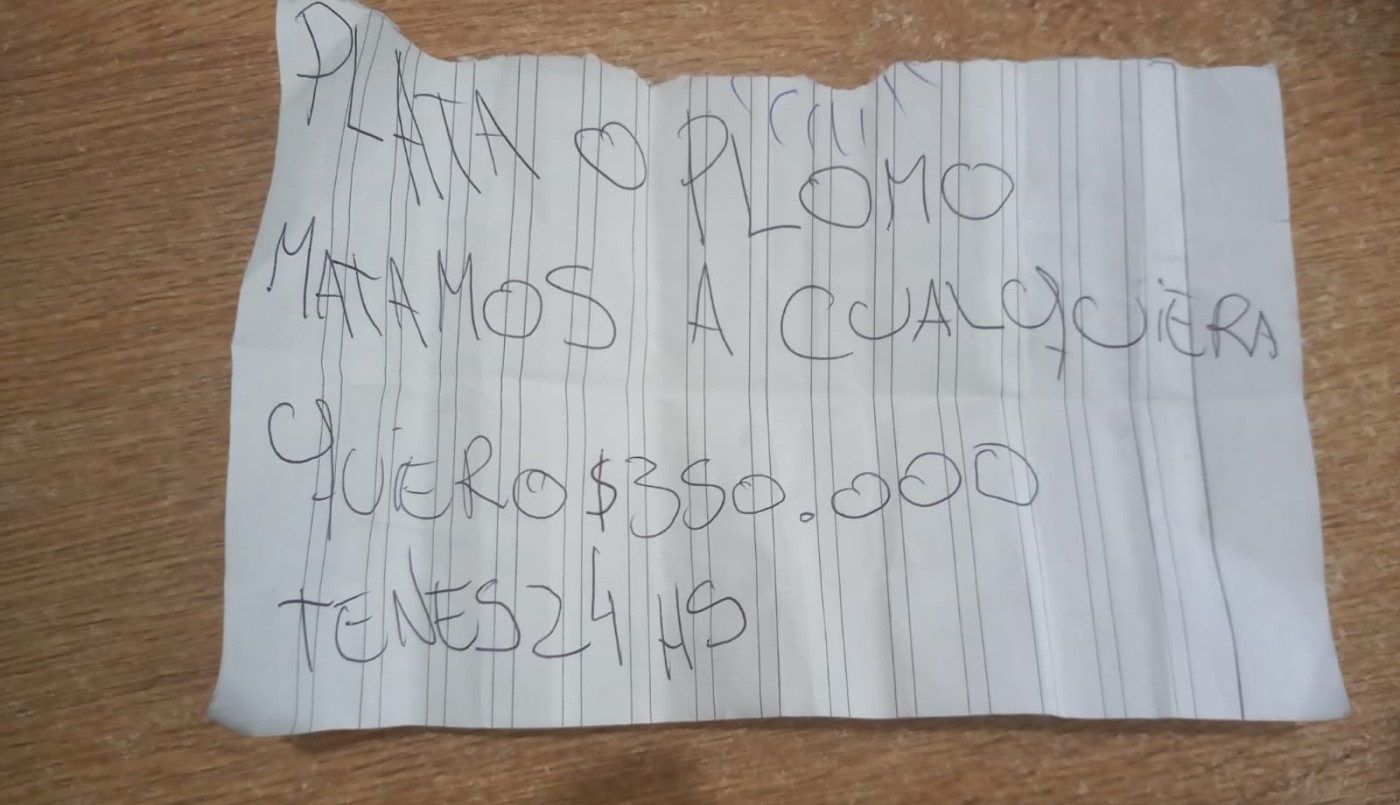 PLATA O PLOMO
MATAMOS A CUALQUIERA
QUIERO $350.000
TENES 24 HS